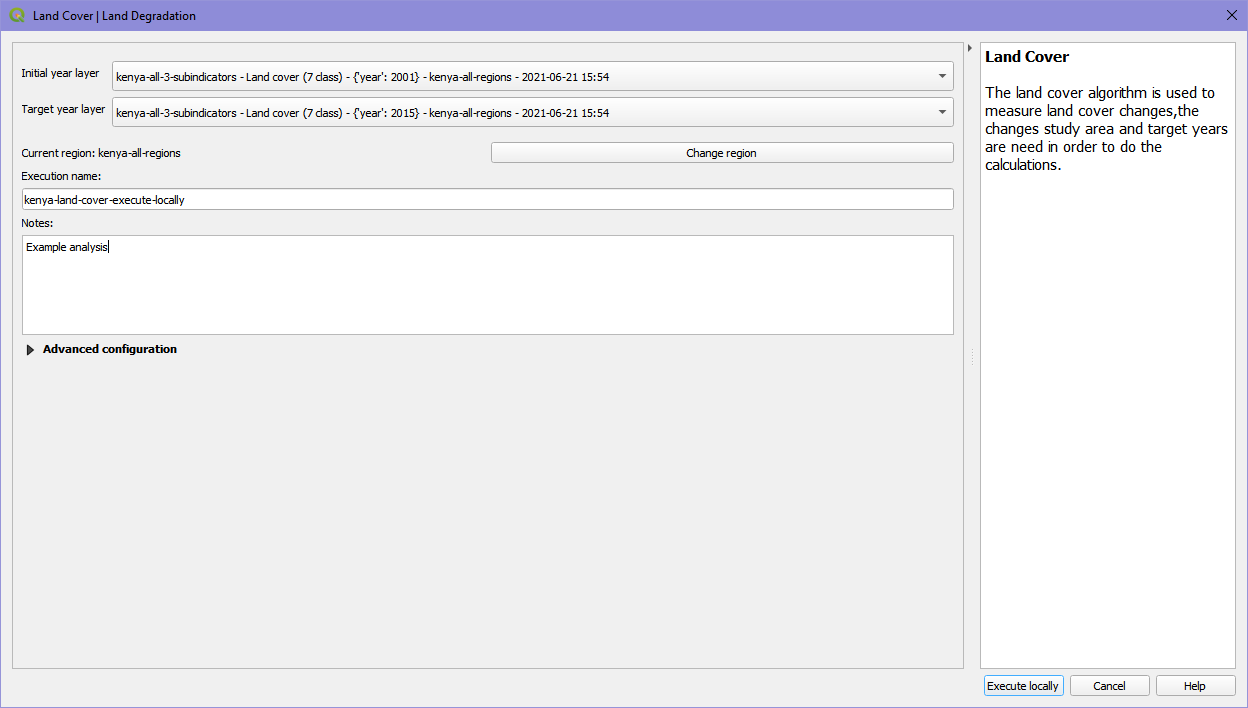 Land Cover | Land Degradation
Initial year layer
kenya-all-3-subindicators - Land cover (7 class) - {'year': 2001} - kenya-all-regions - 2021-06-21 15:54
Target year layer
kenya-all-3-subindicators - Land cover (7 class) - {'year': 2015} - kenya-all-regions - 2021-06-21 15:54
Current region: kenya-all-regions
Change region
Execution name:
kenya-land-cover-execute-locally
Notes:
Example analysis
Advanced configuration
Land Cover
The land cover algorithm is used to
measure land cover changes,the
changes study area and target years
are need in order to do the
calculations.
Execute locally
Cancel
Help